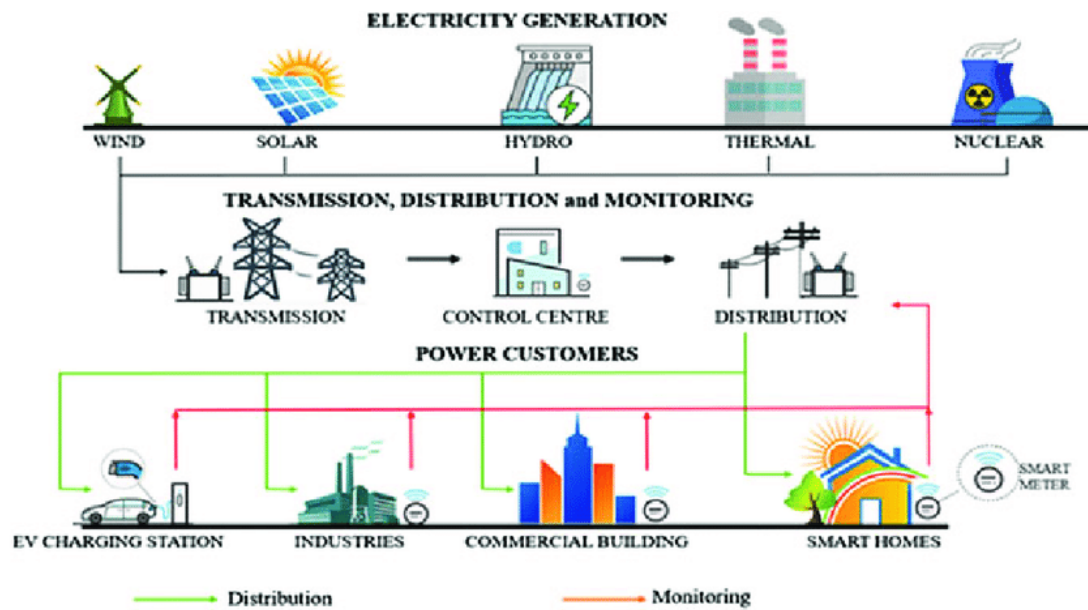 ELECTRICITY GENERATION
WIND
SOLAR
HYDRO
THERMAL
NUCLEAR
TRANSMISSION, DISTRIBUTION and MONITORING
TRANSMISSION
CONTROL CENTRE
DISTRIBUTION
POWER CUSTOMERS
SMART
METER
EV CHARGING STATION
INDUSTRIES
COMMERCIAL BUILDING
SMART HOMES
Distribution
Monitoring